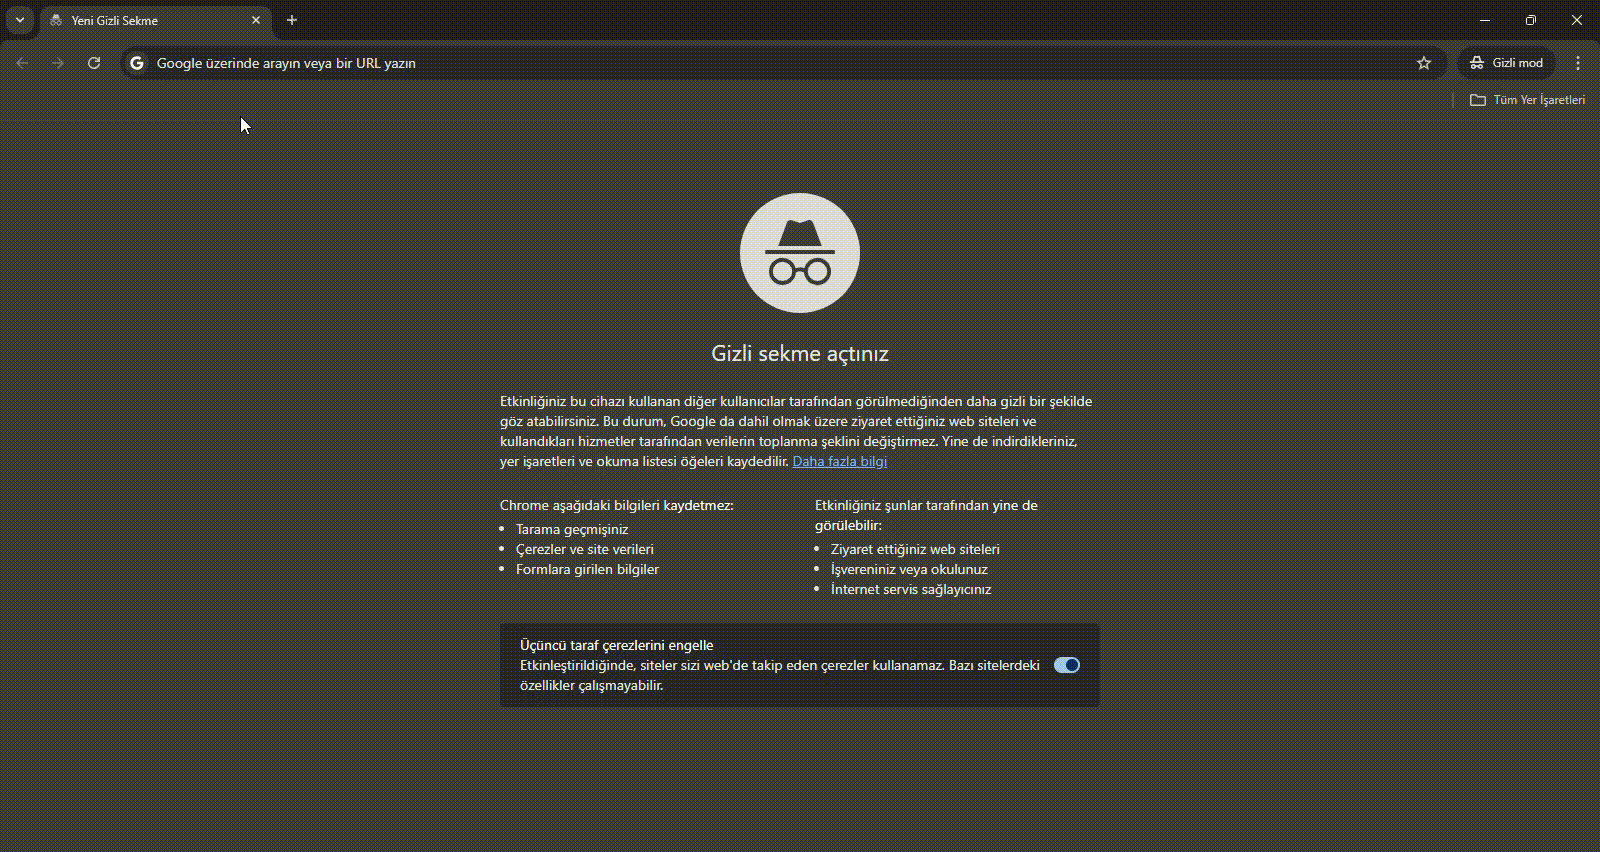 Yeni Gizli Sekme
Google üzerinde arayın veya bir URL yazın
Gizli mod
Tüm Yer İşaretleri
Gizli sekme açtınız
Etkinliğiniz bu cihazı kullanan diğer kullanıcılar tarafından görülmediğinden daha gizli bir şekilde
göz atabilirsiniz. Bu durum, Google da dahil olmak üzere ziyaret ettiğiniz web siteleri ve
kullandıkları hizmetler tarafından verilerin toplanma şeklini değiştirmez. Yine de indirdikleriniz,
yer işaretleri ve okuma listesi öğeleri kaydedilir. Daha fazla bilgi
Chrome aşağıdaki bilgileri kaydetmez:
• Tarama geçmişiniz
• Çerezler ve site verileri
• Formlara girilen bilgiler
Etkinliğiniz şunlar tarafından yine de
görülebilir:
• Ziyaret ettiğiniz web siteleri
• İşvereniniz veya okulunuz
• İnternet servis sağlayıcınız
Üçüncü taraf çerezlerini engelle
Etkinleştirildiğinde, siteler sizi web'de takip eden çerezler kullanamaz. Bazı sitelerdeki
özellikler çalışmayabilir.